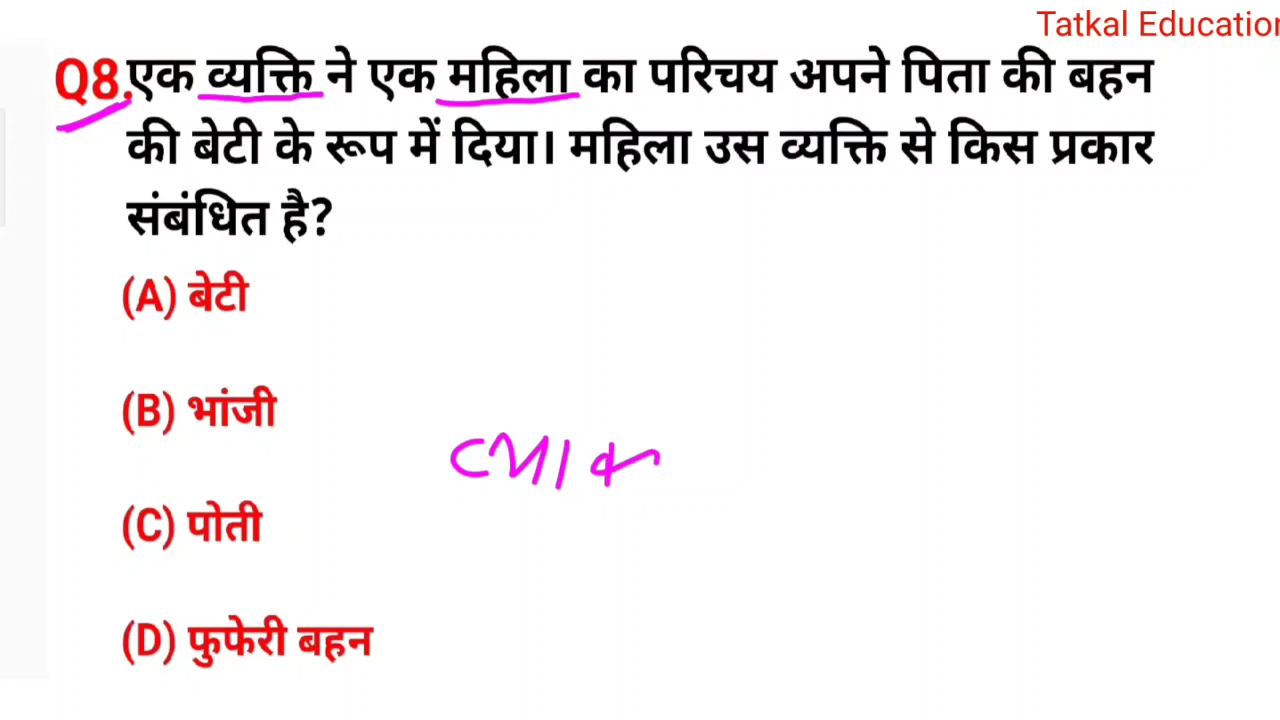 Tatkal Education
Q8.एक व्यक्ति ने एक महिला का परिचय अपने पिता की बहन
की बेटी के रूप में दिया। महिला उस व्यक्ति से किस प्रकार
संबंधित है?
(A) बेटी
(B) भांजी
(C) पोती
(D) फुफेरी बहन